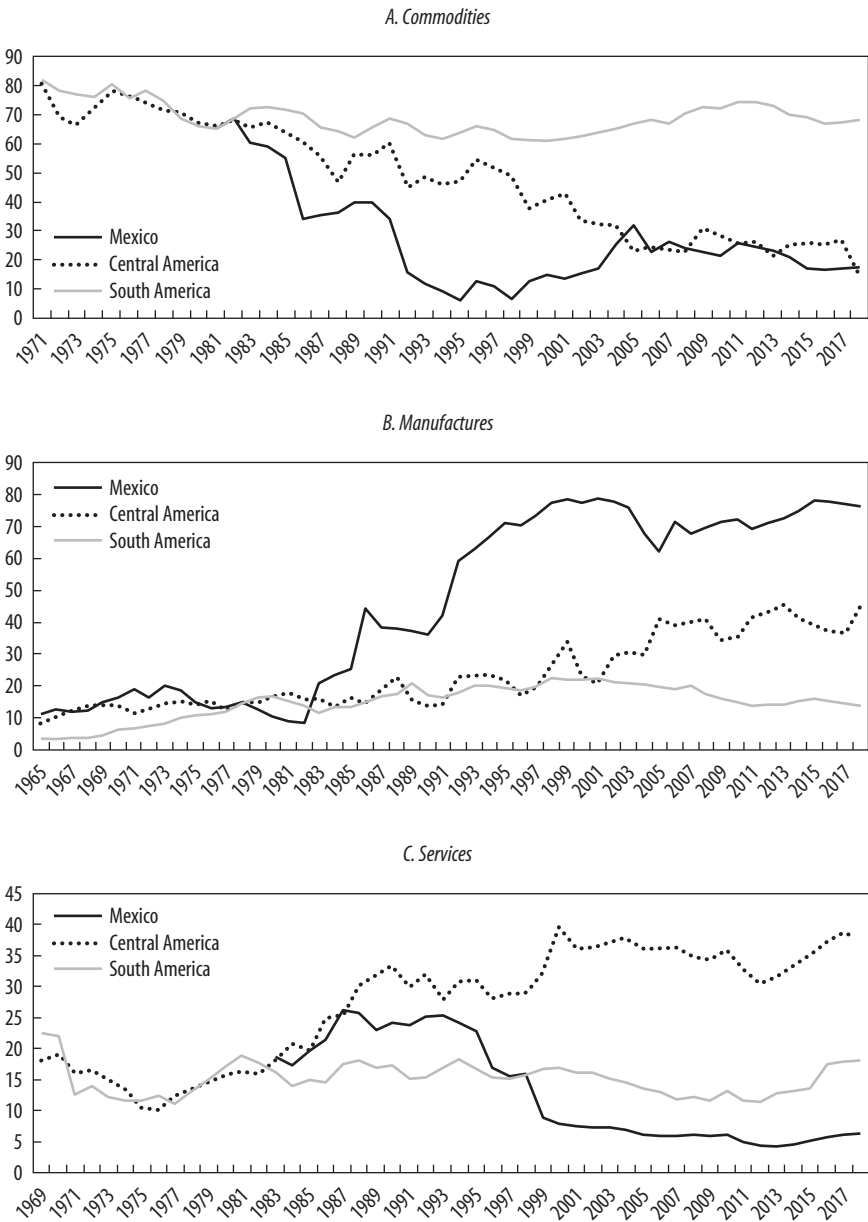 A. Commodities
90
80
70
60
50
40
30
20
10
0
Mexico
Central America
South America
1971 1973 1975 1977 1979 1981 1983 1985 1987 1989 1991 1993 1995 1997 1999 2001 2003 2005 2007 2009 2011 2013 2015 2017
B. Manufactures
90
80
70
60
50
40
30
20
10
0
Mexico
Central America
South America
1965 1967 1969 1971 1973 1975 1977 1979 1981 1983 1985 1987 1989 1991 1993 1995 1997 1999 2001 2003 2005 2007 2009 2011 2013 2015 2017
C. Services
45
40
35
30
25
20
15
10
5
0
Mexico
Central America
South America
1969 1971 1973 1975 1977 1979 1981 1983 1985 1987 1989 1991 1993 1995 1997 1999 2001 2003 2005 2007 2009 2011 2013 2015 2017